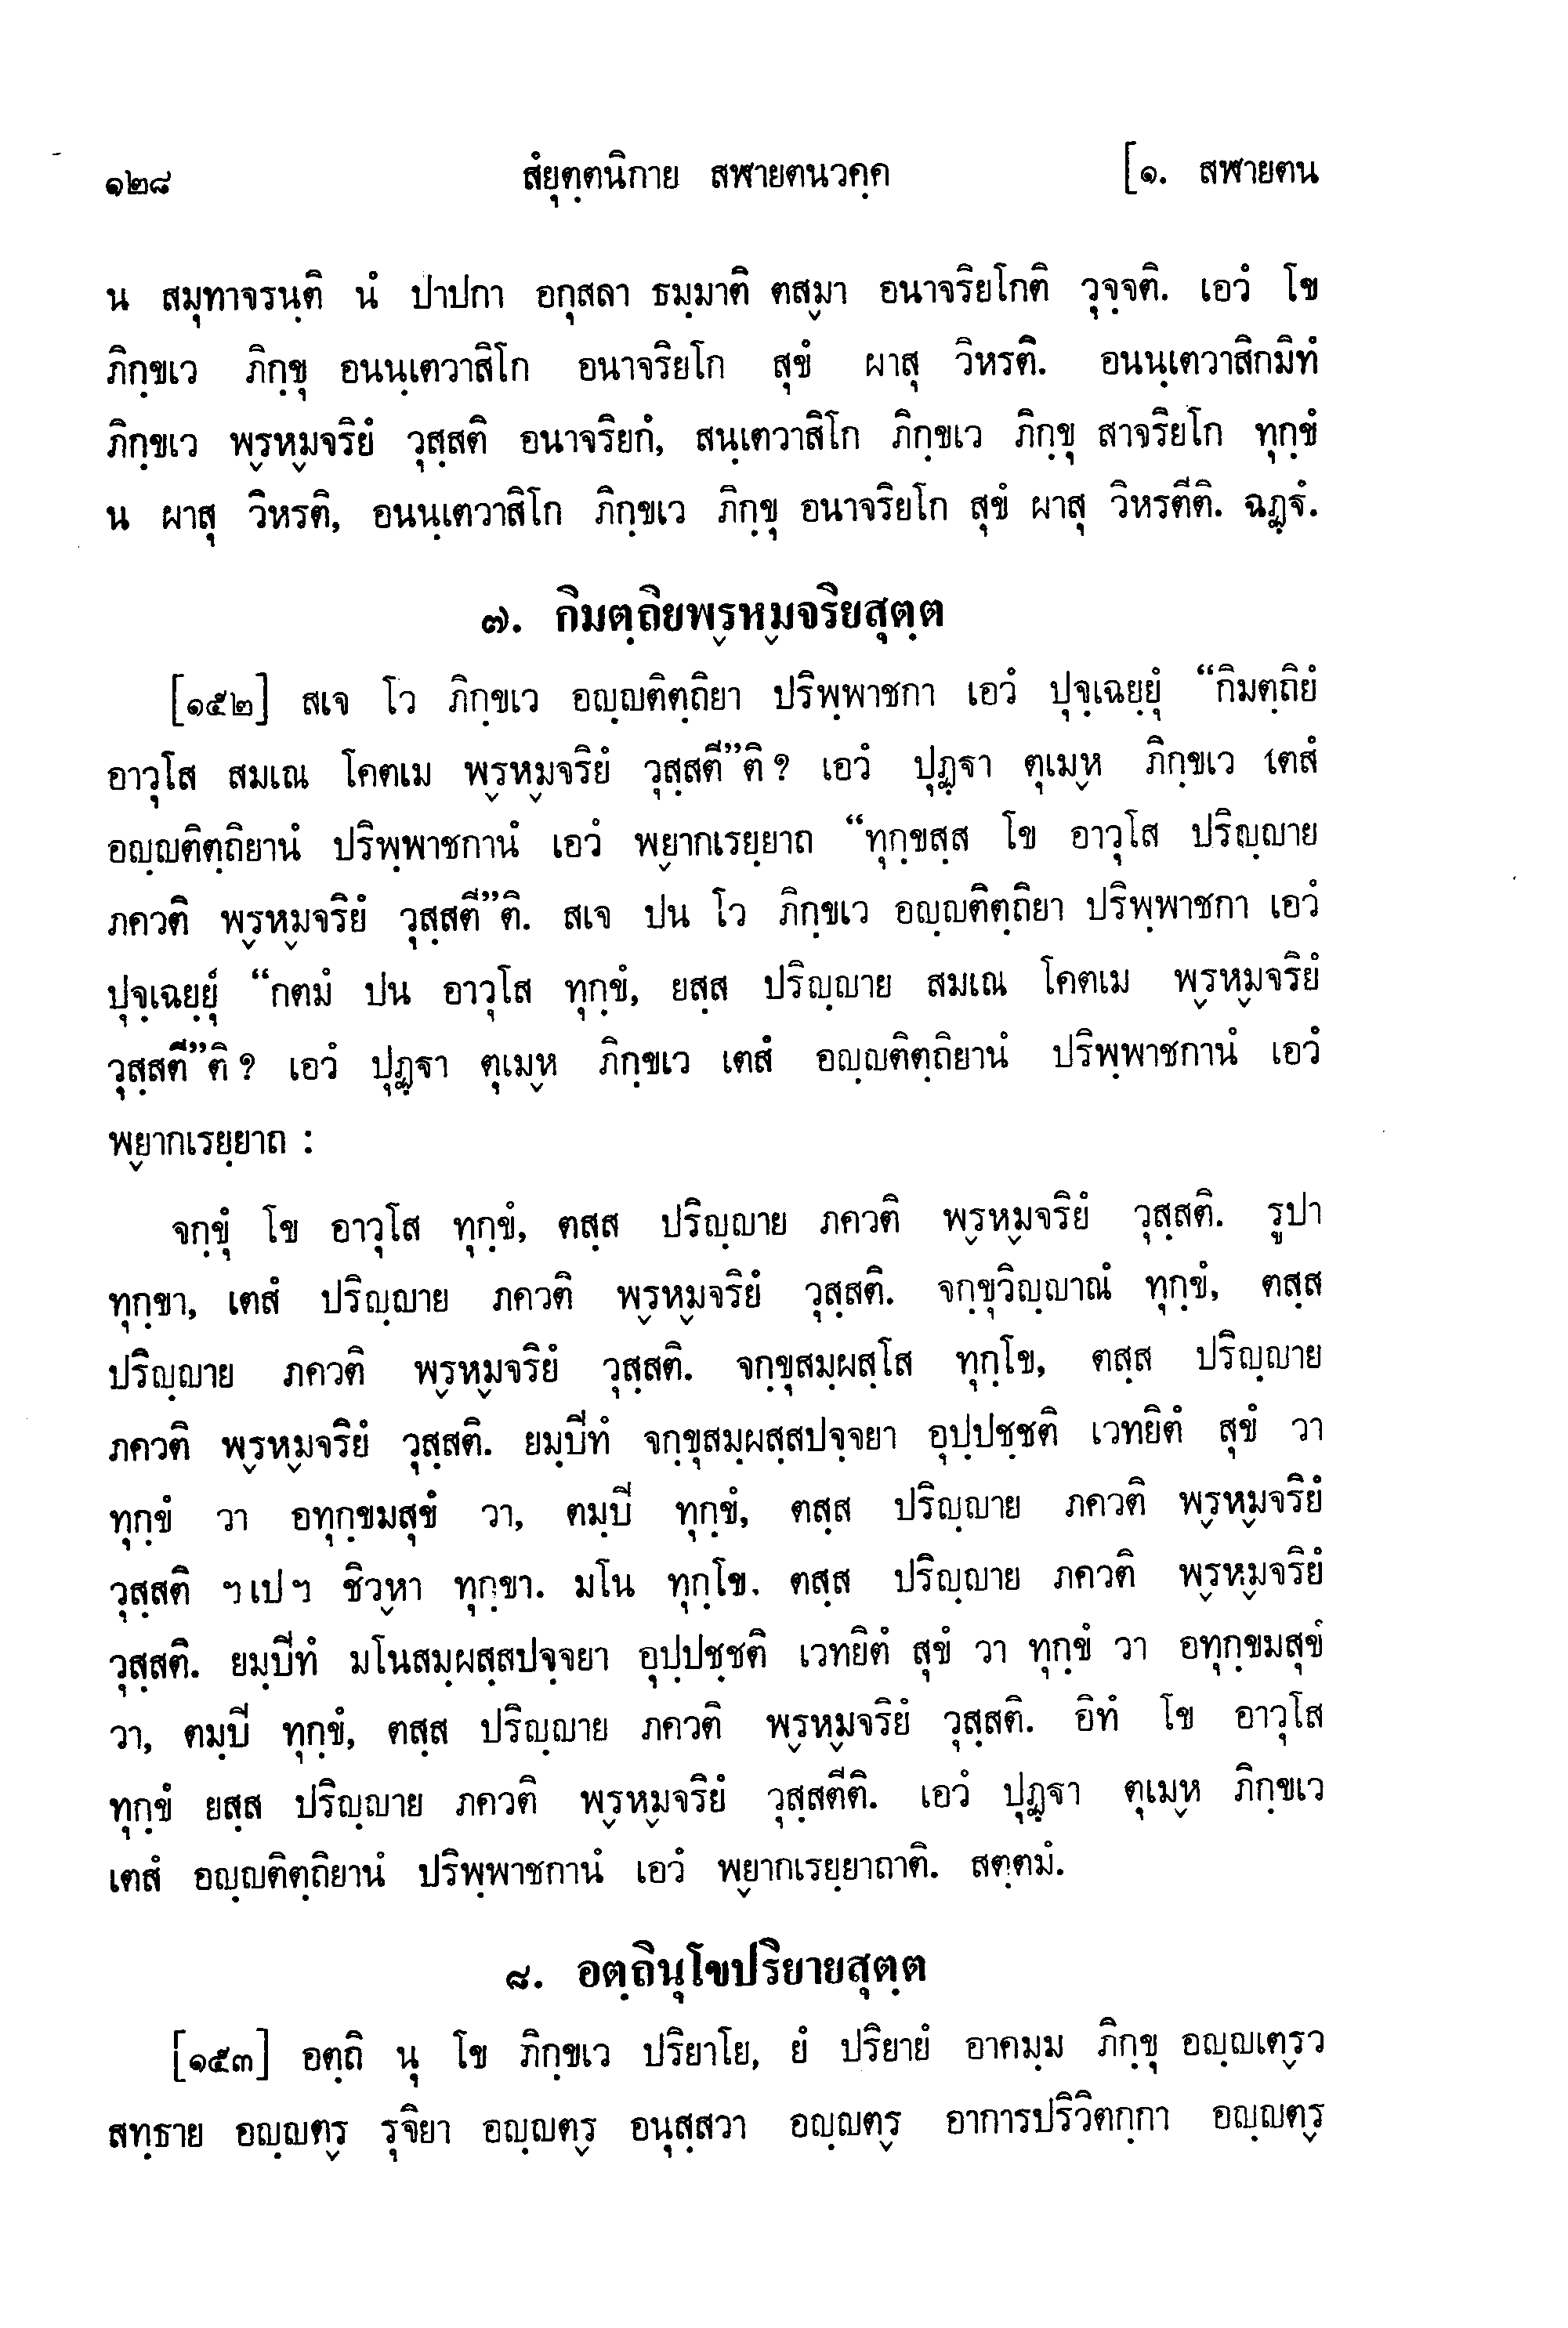 ๑๒๘ สํยุตฺตนิกาย สฬายตนวคฺค [๑. สฬายตน
น สมุทาจรนฺติ นํ ปาปกา อกุสลา ธมฺมาติ ตสฺมา อนาจริยโกติ วุจฺจติ. เอวํ โข
ภิกฺขเว ภิกฺขุ อนนฺเตวาสิโก อนาจริยโก สุขํ ผาสุ วิหรติ. อนนฺเตวาสิกมิทํ
ภิกฺขเว พฺรหฺมจริยํ วุสฺสติ อนาจริยกํ, สนฺเตวาสิโก ภิกฺขเว ภิกฺขุ สาจริยโก ทุกฺขํ
น ผาสุ วิหรติ, อนนฺเตวาสิโก ภิกฺขเว ภิกฺขุ อนาจริยโก สุขํ ผาสุ วิหรตีติ. ฉฏฺฐํ.
๗. กิมตฺถิยพฺรหฺมจริยสุตฺต
[๑๕๒] สเจ โว ภิกฺขเว อญฺญติตฺถิยา ปริพฺพาชกา เอวํ ปุจฺเฉยฺยุํ “กิมตฺถิยํ
อาวุโส สมเณ โคตเม พฺรหฺมจริยํ วุสฺสตี”ติ ? เอวํ ปุฏฺฐา ตุเมฺห ภิกฺขเว เตสํ
อญฺญติตฺถิยานํ ปริพฺพาชกานํ เอวํ พฺยากเรยฺยาถ “ทุกฺขสฺส โข อาวุโส ปริญฺญาย
ภควติ พฺรหฺมจริยํ วุสฺสตี”ติ. สเจ ปน โว ภิกฺขเว อญฺญติตฺถิยา ปริพฺพาชกา เอวํ
ปุจฺเฉยฺยุํ “กตมํ ปน อาวุโส ทุกฺขํ, ยสฺส ปริญฺญาย สมเณ โคตเม พฺรหฺมจริยํ
วุสฺสตี”ติ ? เอวํ ปุฏฺฐา ตุเมฺห ภิกฺขเว เตสํ อญฺญติตฺถิยานํ ปริพฺพาชกานํ เอวํ
พฺยากเรยฺยาถ :
จกฺขุํ โข อาวุโส ทุกฺขํ, ตสฺส ปริญฺญาย ภควติ พฺรหฺมจริยํ วุสฺสติ. รูปา
ทุกฺขา, เตสํ ปริญฺญาย ภควติ พฺรหฺมจริยํ วุสฺสติ. จกฺขุวิญฺญาณํ ทุกฺขํ, ตสฺส
ปริญฺญาย ภควติ พฺรหฺมจริยํ วุสฺสติ. จกฺขุสมฺผสฺโส ทุกฺโข, ตสฺส ปริญฺญาย
ภควติ พฺรหฺมจริยํ วุสฺสติ. ยมฺปีทํ จกฺขุสมฺผสฺสปจฺจยา อุปฺปชฺชติ เวทยิตํ สุขํ วา
ทุกฺขํ วา อทุกฺขมสุขํ วา, ตมฺปิ ทุกฺขํ, ตสฺส ปริญฺญาย ภควติ พฺรหฺมจริยํ
วุสฺสติ ฯเปฯ ชิวฺหา ทุกฺขา. มโน ทุกฺโข. ตสฺส ปริญฺญาย ภควติ พฺรหฺมจริยํ
วุสฺสติ. ยมฺปีทํ มโนสมฺผสฺสปจฺจยา อุปฺปชฺชติ เวทยิตํ สุขํ วา ทุกฺขํ วา อทุกฺขมสุขํ
วา, ตมฺปิ ทุกฺขํ, ตสฺส ปริญฺญาย ภควติ พฺรหฺมจริยํ วุสฺสติ. อิทํ โข อาวุโส
ทุกฺขํ ยสฺส ปริญฺญาย ภควติ พฺรหฺมจริยํ วุสฺสตีติ. เอวํ ปุฏฺฐา ตุเมฺห ภิกฺขเว
เตสํ อญฺญติตฺถิยานํ ปริพฺพาชกานํ เอวํ พฺยากเรยฺยาถาติ. สตฺตมํ.
๘. อตฺถินุโขปริยายสุตฺต
[๑๕๓] อตฺถิ นุ โข ภิกฺขเว ปริยาโย, ยํ ปริยายํ อาคมฺม ภิกฺขุ อญฺญเตฺรว
สทฺธาย อญฺญตฺร รุจิยา อญฺญตฺร อนุสฺสวา อญฺญตฺร อาการปริวิตกฺกา อญฺญตฺร